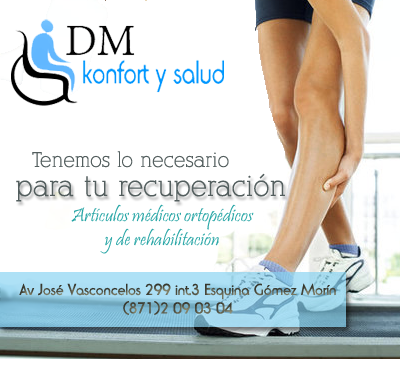 DM
konfort y salud
Tenemos lo necesario
para tu recuperación
Artículos médicos ortopédicos
y de rehabilitación
Av José Vasconcelos 299 int.3 Esquina Gómez Morín
(871)2 09 03 04